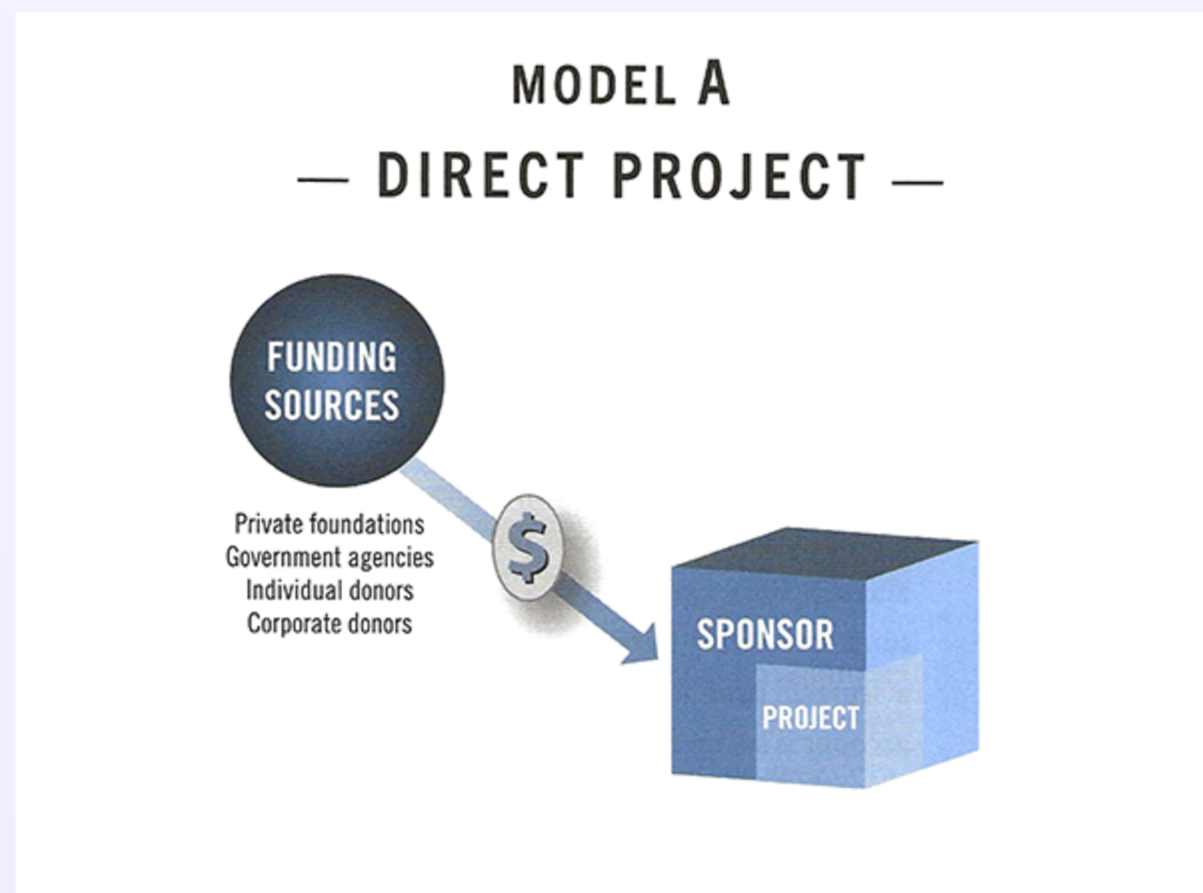 MODEL A
— DIRECT PROJECT —
FUNDING
SOURCES
Private foundations
Government agencies
Individual donors
Corporate donors
$
SPONSOR
PROJECT